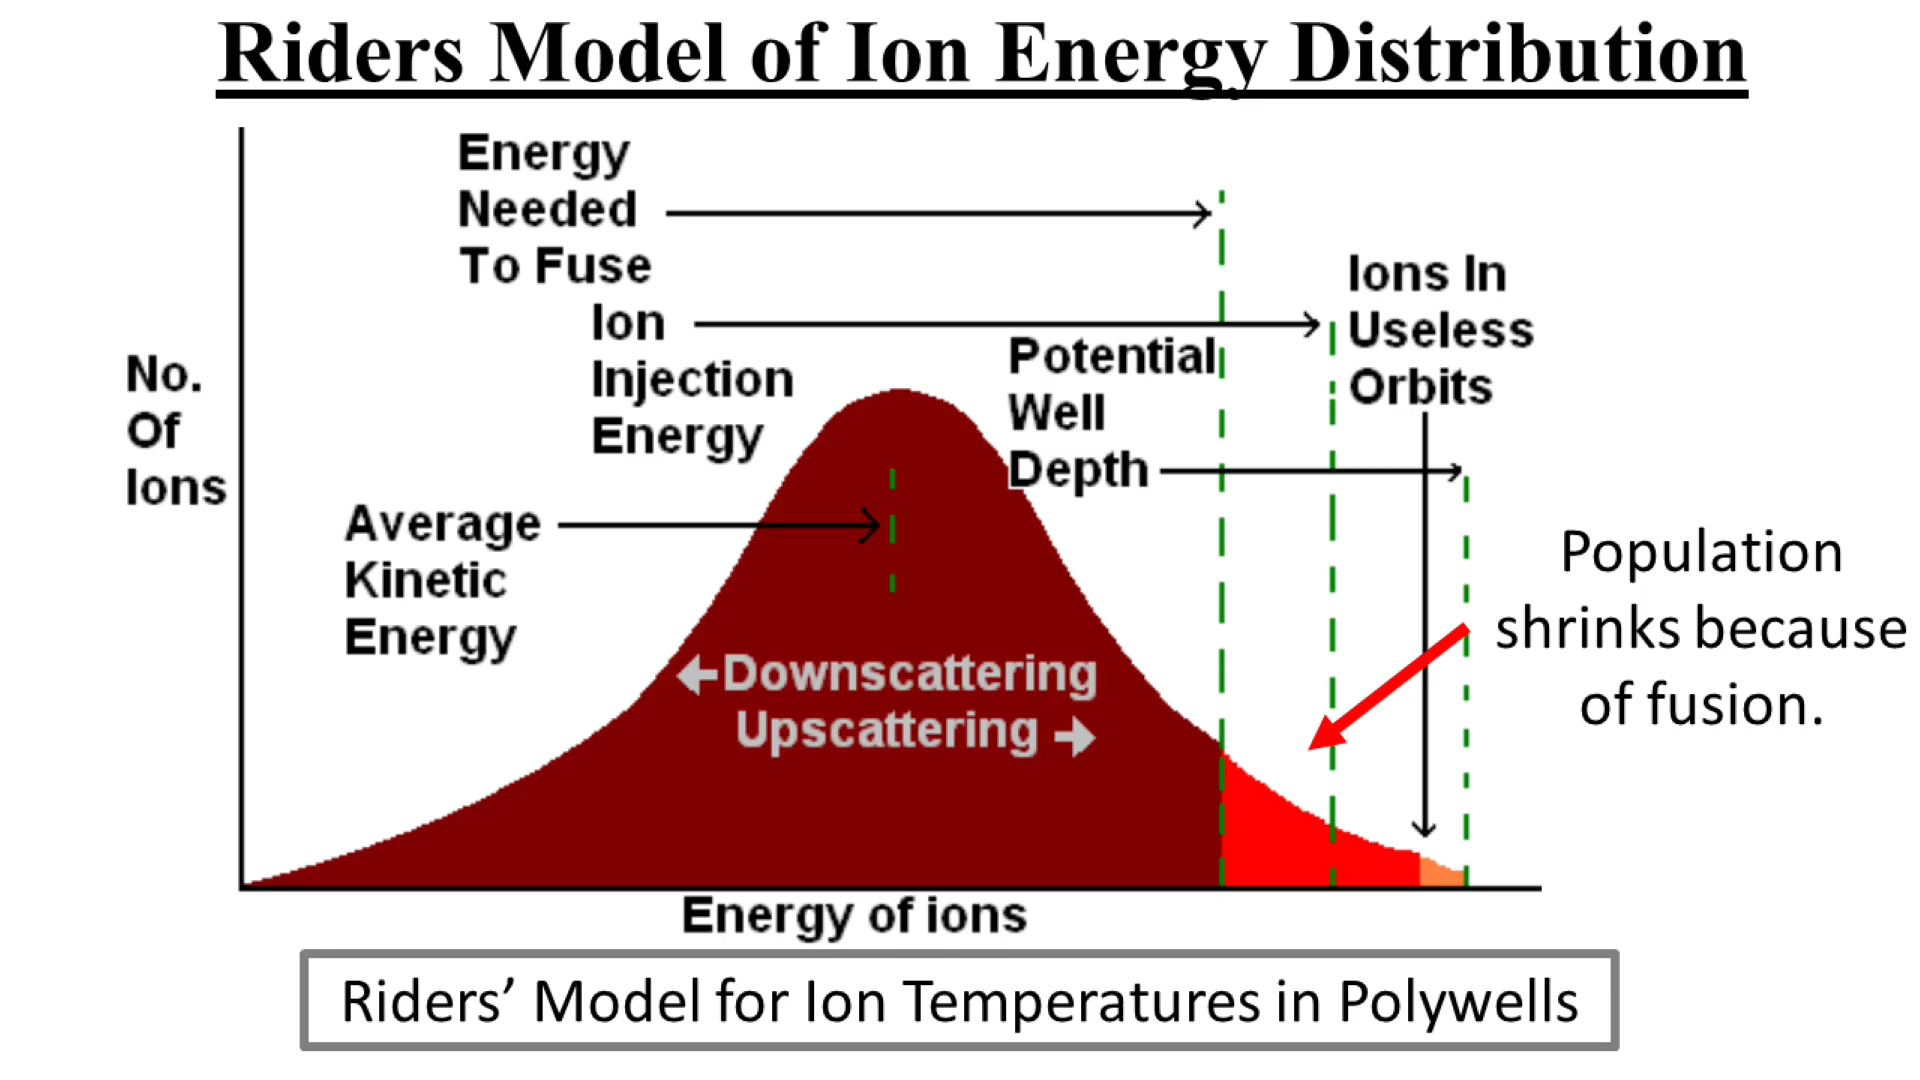 Riders Model of Ion Energy Distribution
Energy
Needed
To Fuse
Ion
Injection
Energy
Potential
Well
Depth
Ions In
Useless
Orbits
No.
Of
Ions
Average
Kinetic
Energy
Downscattering
Upscattering
Population
shrinks because
of fusion.
Energy of ions
Riders’ Model for Ion Temperatures in Polywells